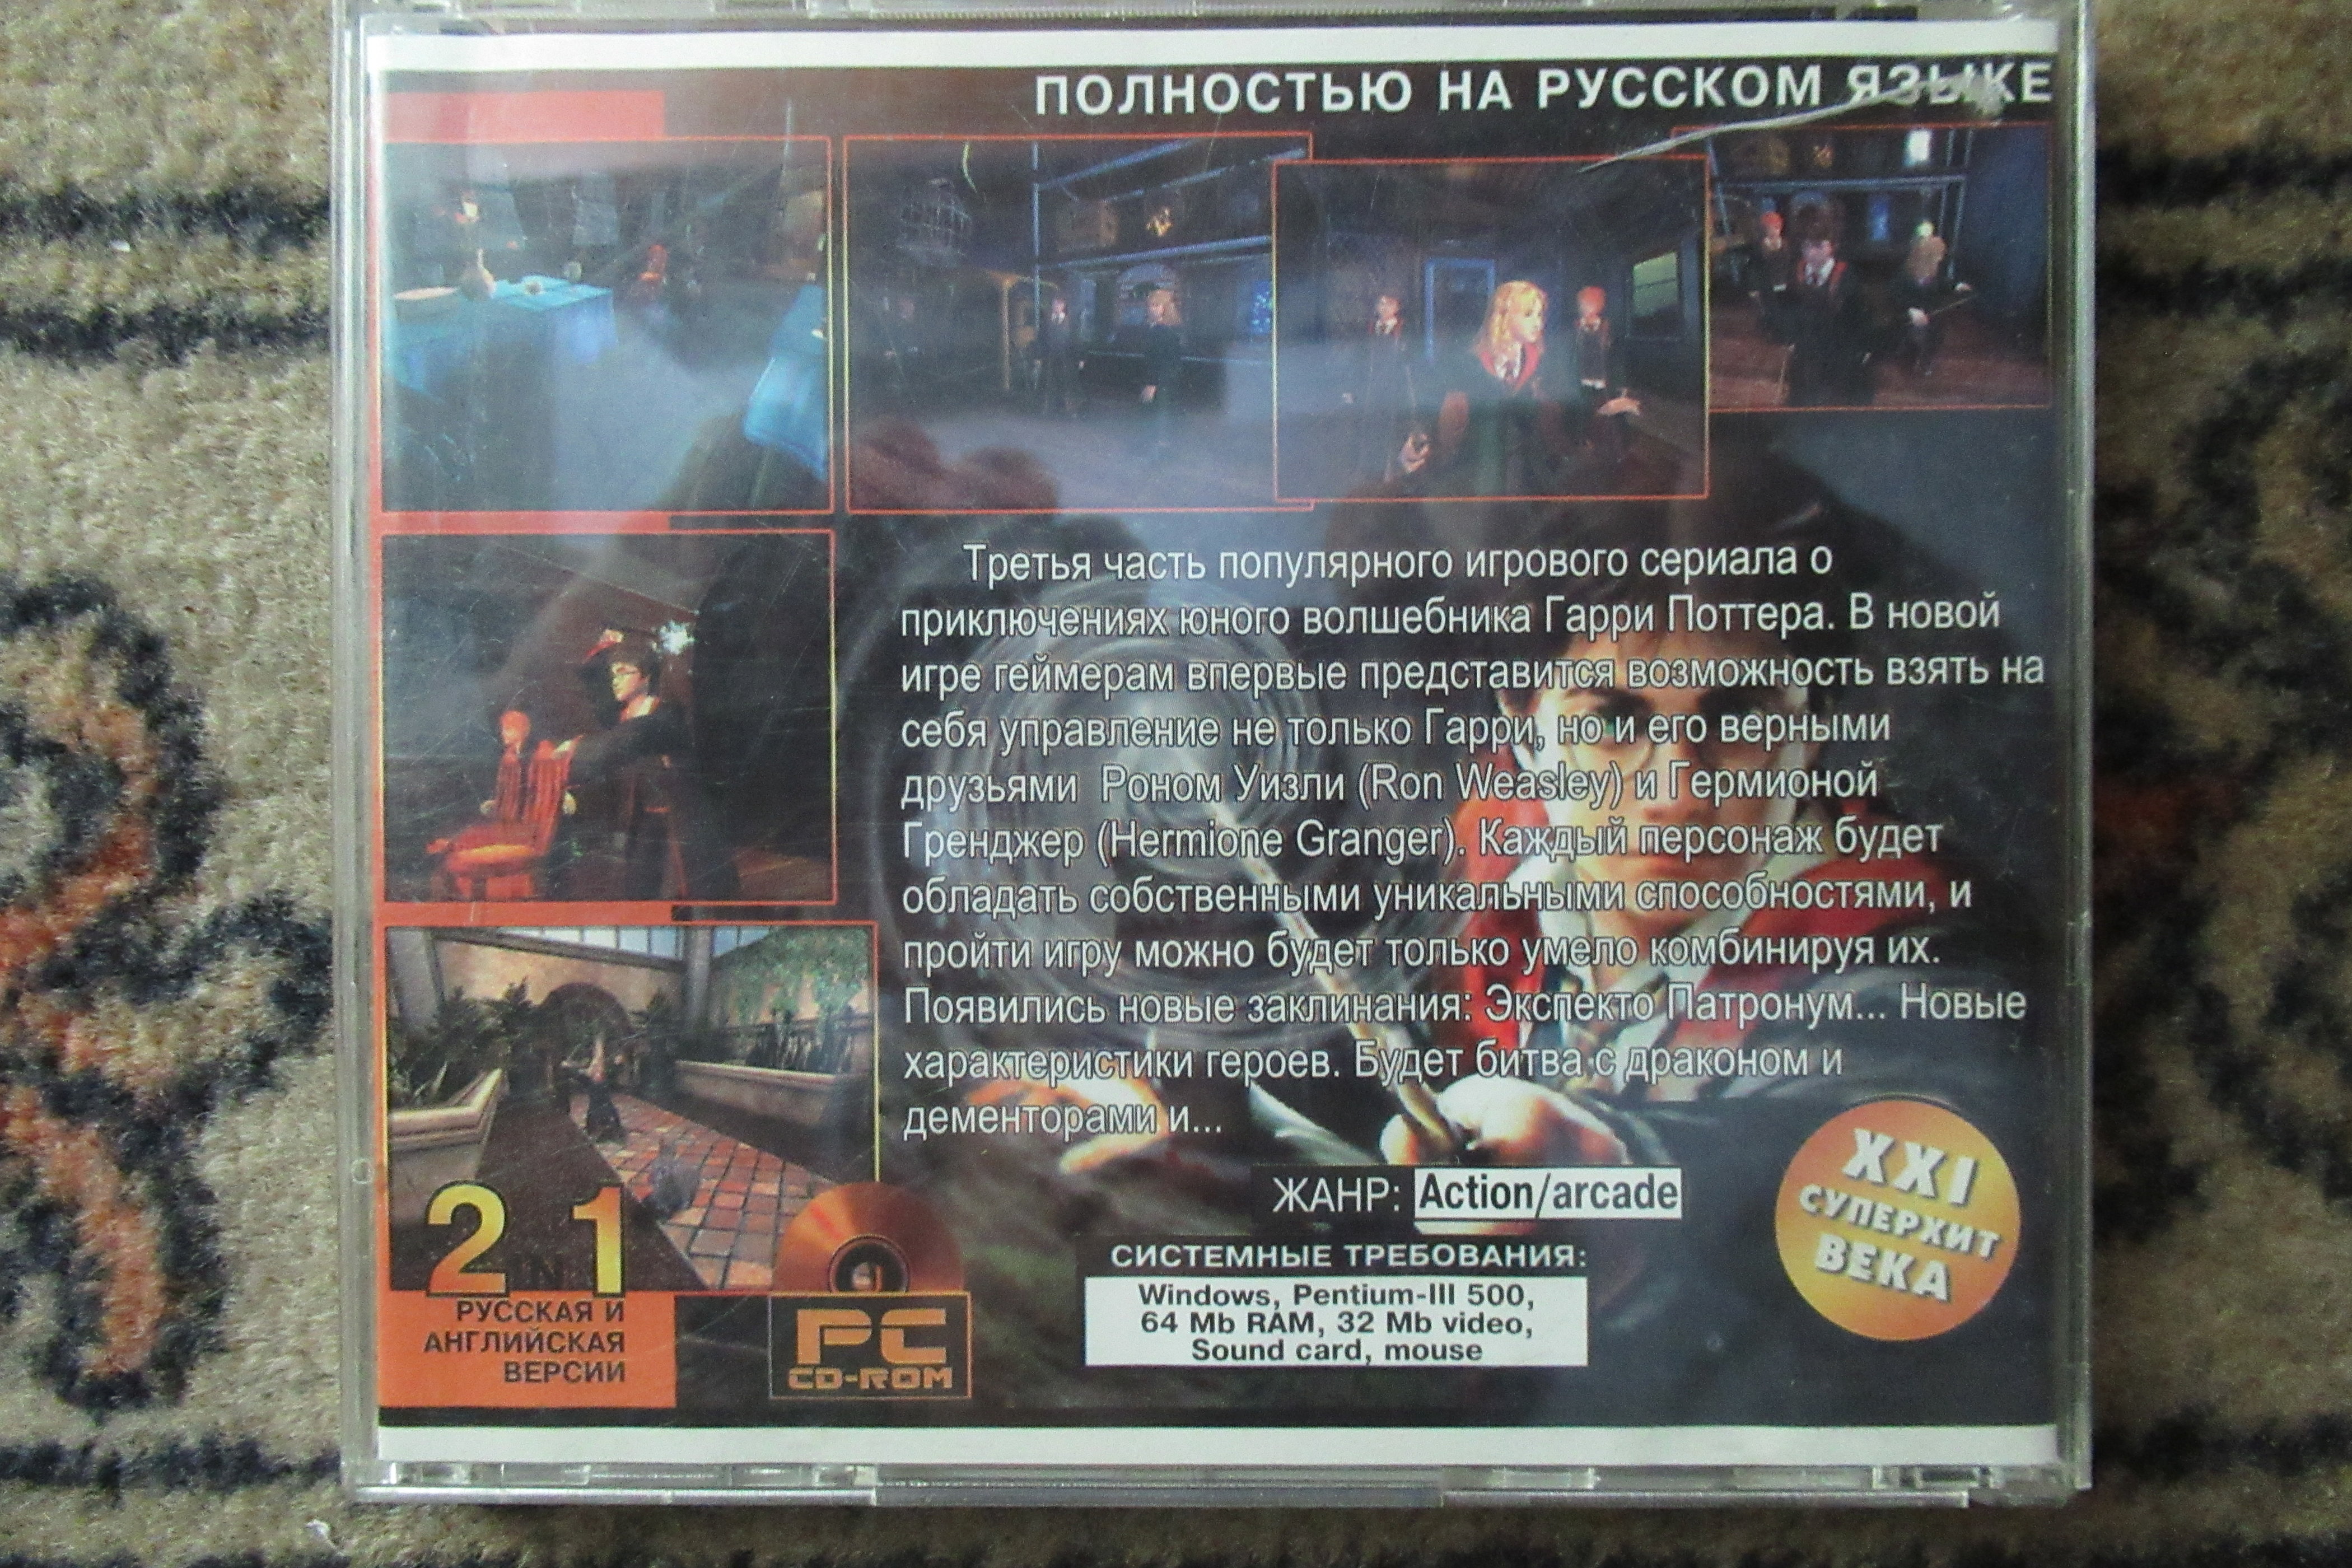 ПОЛНОСТЬЮ НА РУССКОМ ЯЗЫКЕ
Третья часть популярного игрового сериала о
приключениях юного волшебника Гарри Поттера. В новой
игре геймерам впервые представится возможность взять на
себя управление не только Гарри, но и его верными
друзьями Роном Уизли (Ron Weasley) и Гермионой
Гренджер (Hermione Granger). Каждый персонаж будет
обладать собственными уникальными способностями, и
пройти игру можно будет только умело комбинируя их.
Появились новые заклинания: Экспекто Патронум... Новые
характеристики героев. Будет битва с драконом и
дементорами и...
ЖАНР: Action/arcade
СИСТЕМНЫЕ ТРЕБОВАНИЯ:
Windows, Pentium-III 500,
64 Mb RAM, 32 Mb video,
Sound card, mouse
XXI
СУПЕРХИТ
ВЕКА
2 IN 1
РУССКАЯ И
АНГЛИЙСКАЯ
ВЕРСИИ
PC
CD-ROM